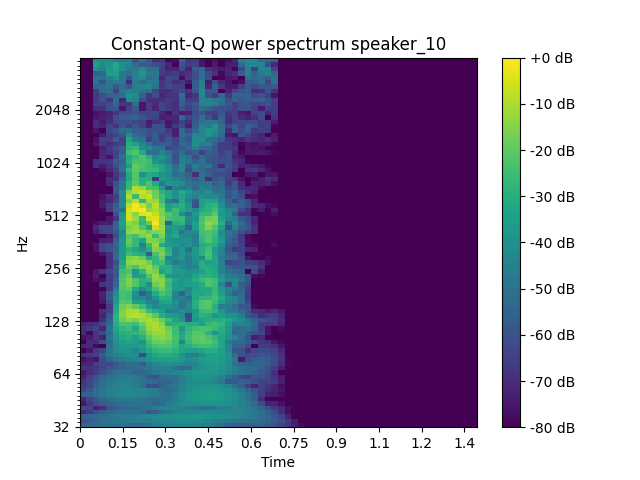 Constant-Q power spectrum speaker_10
+0 dB
-10 dB
-20 dB
-30 dB
-40 dB
-50 dB
-60 dB
-70 dB
-80 dB
Hz
2048
1024
512
256
128
64
32
0 0.15 0.3 0.45 0.6 0.75 0.9 1.1 1.2 1.4
Time